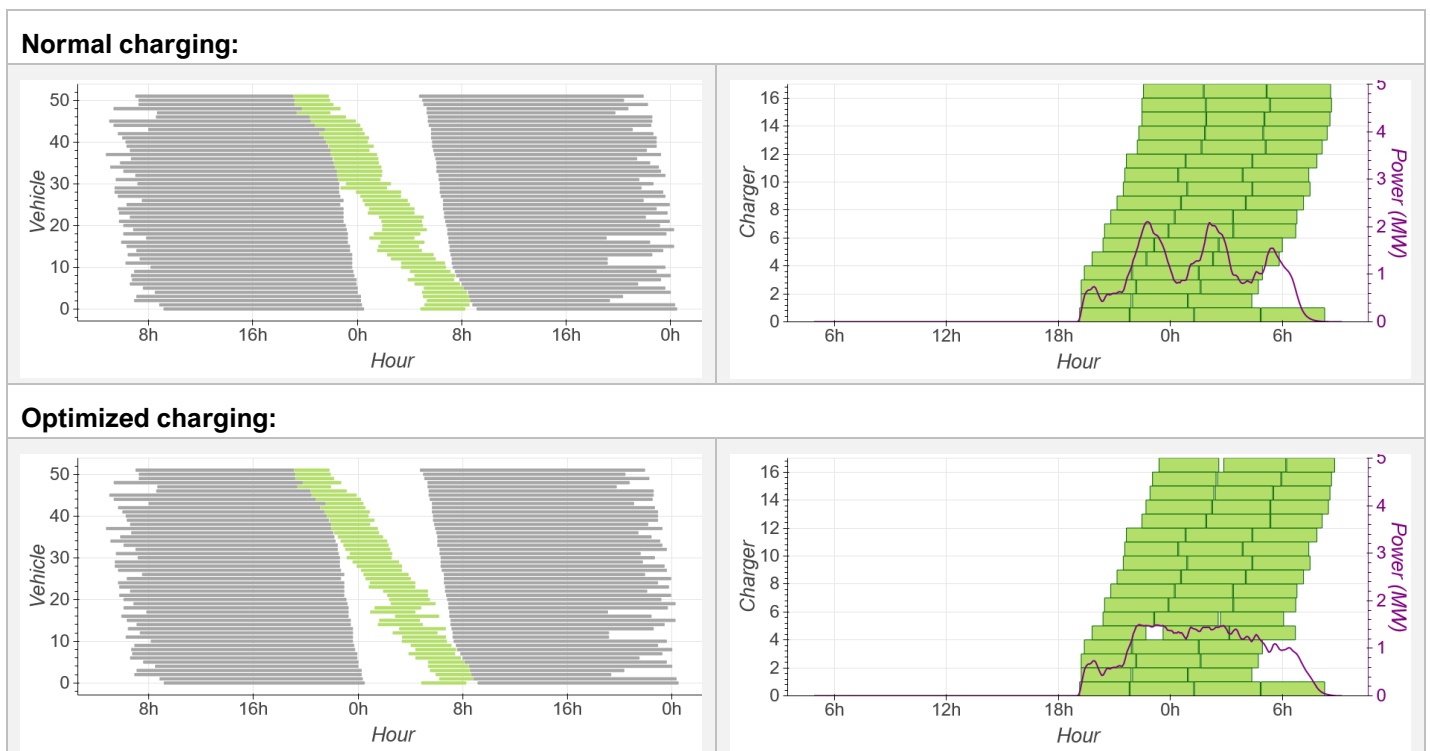 Normal charging:
50
40
30
20
10
0
Vehicle
8h 16h 0h 8h 16h 0h
Hour
16
14
12
10
8
6
4
2
0
Charger
5
4
3
2
1
0
Power (MW)
6h 12h 18h 0h 6h
Hour
Optimized charging:
50
40
30
20
10
0
Vehicle
8h 16h 0h 8h 16h 0h
Hour
16
14
12
10
8
6
4
2
0
Charger
5
4
3
2
1
0
Power (MW)
6h 12h 18h 0h 6h
Hour